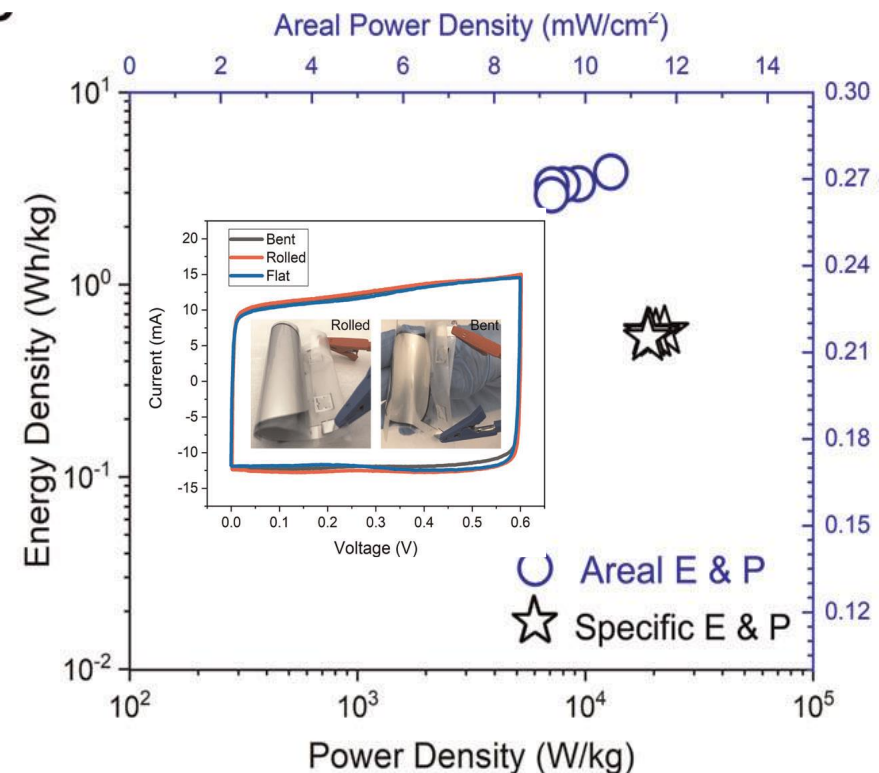 Areal Power Density (mW/cm²)
0 2 4 6 8 10 12 14
10¹
10⁰
10⁻¹
10⁻²
Energy Density (Wh/kg)
0.30
0.27
0.24
0.21
0.18
0.15
0.12
Bent
Rolled
Flat
20
15
10
5
0
-5
-10
-15
Current (mA)
Rolled
Bent
0.0 0.1 0.2 0.3 0.4 0.5 0.6
Voltage (V)
Areal E & P
Specific E & P
10² 10³ 10⁴ 10⁵
Power Density (W/kg)